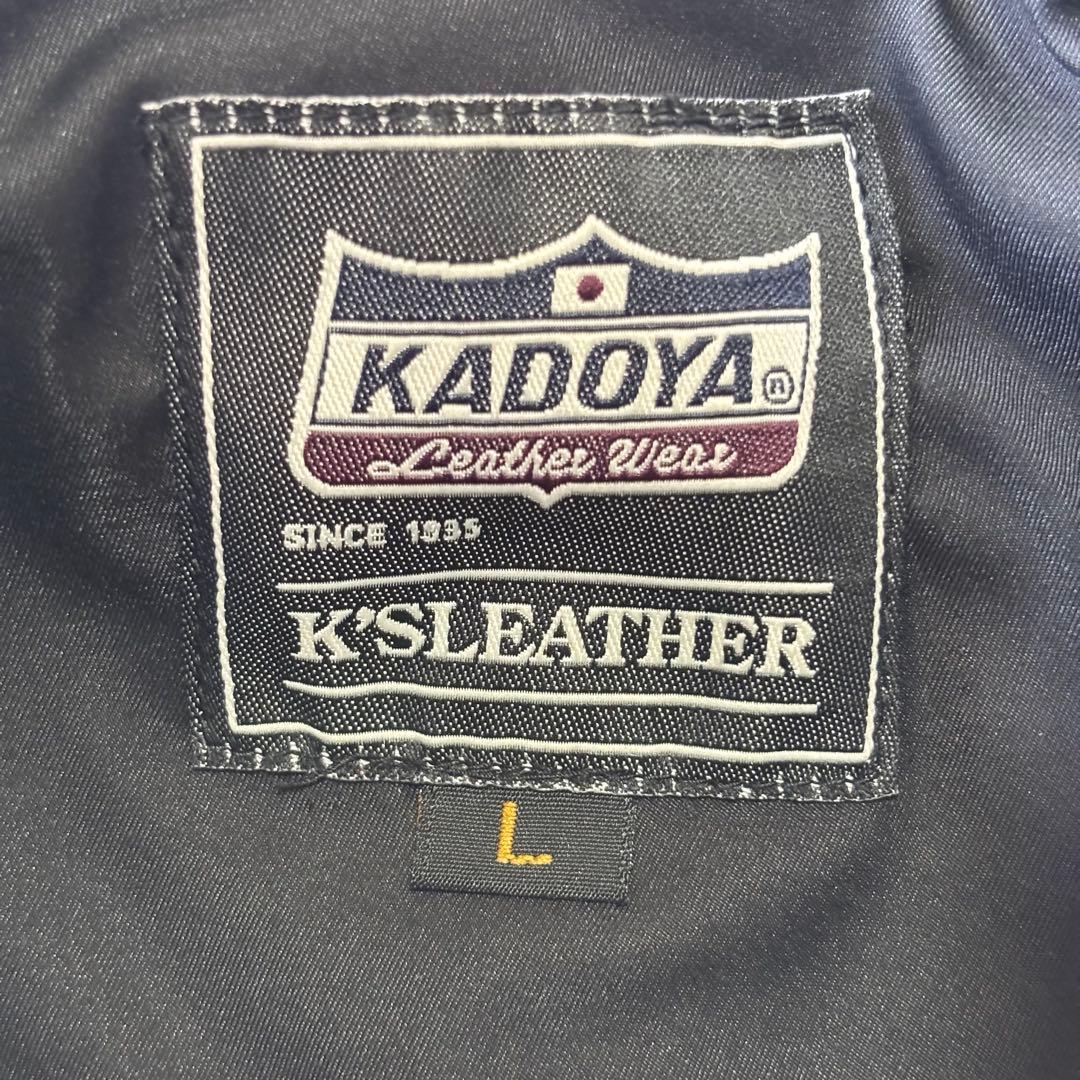 KADOYA®
Leather Wear
SINCE 1935
K'SLEATHER
L